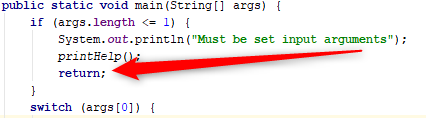 public static void main(String[] args) {
if (args.length <= 1) {
System.out.println("Must be set input arguments");
printHelp();
return;
}
switch (args[0]) {